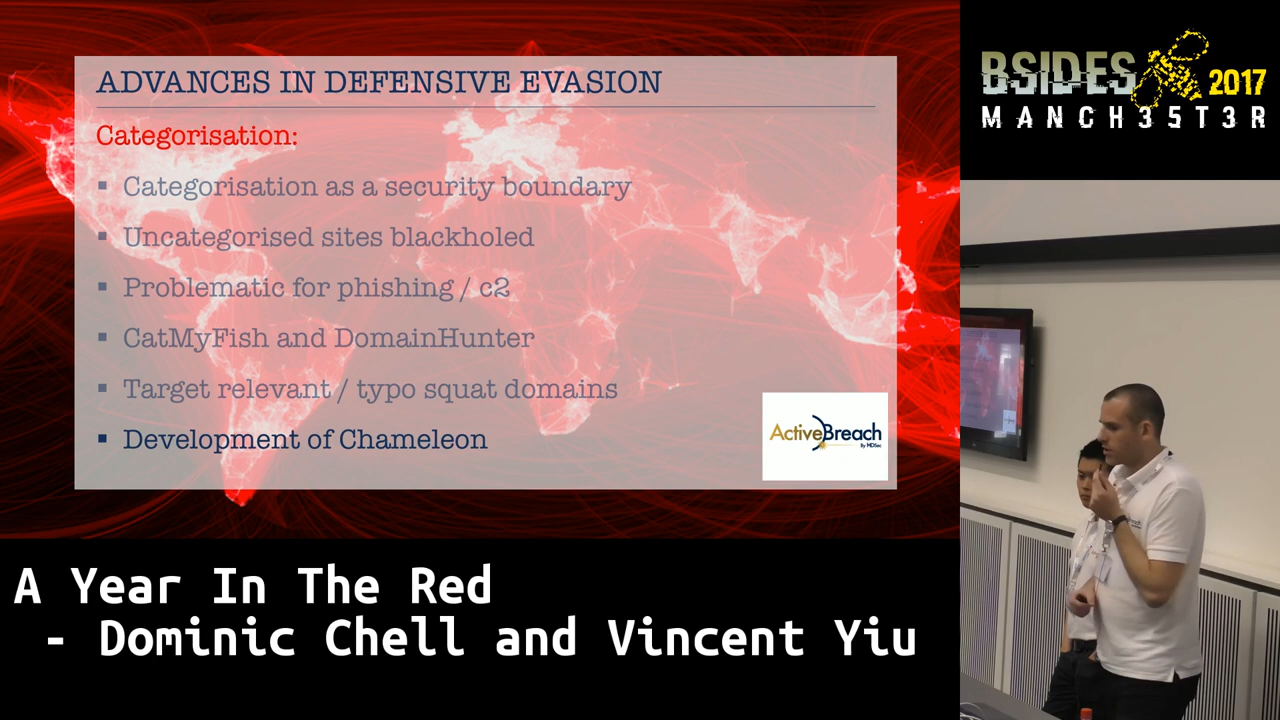 ADVANCES IN DEFENSIVE EVASION
Categorisation:
▪ Categorisation as a security boundary
▪ Uncategorised sites blackholed
▪ Problematic for phishing / c2
▪ CatMyFish and DomainHunter
▪ Target relevant / typo squat domains
▪ Development of Chameleon
ActiveBreach
By MDSec
BSIDES 2017
MANCH35T3R
A Year In The Red
- Dominic Chell and Vincent Yiu